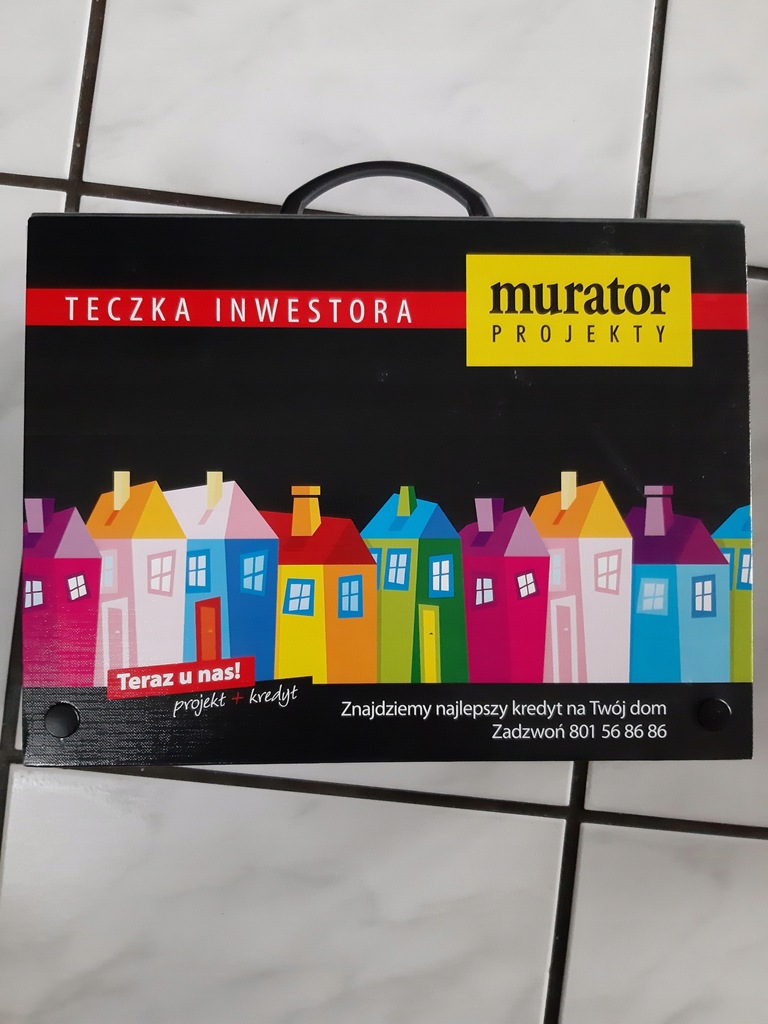 TECZKA INWESTORA
murator
PROJEKTY
Teraz u nas!
projekt + kredyt
Znajdziemy najlepszy kredyt na Twój dom
Zadzwoń 801 56 86 86